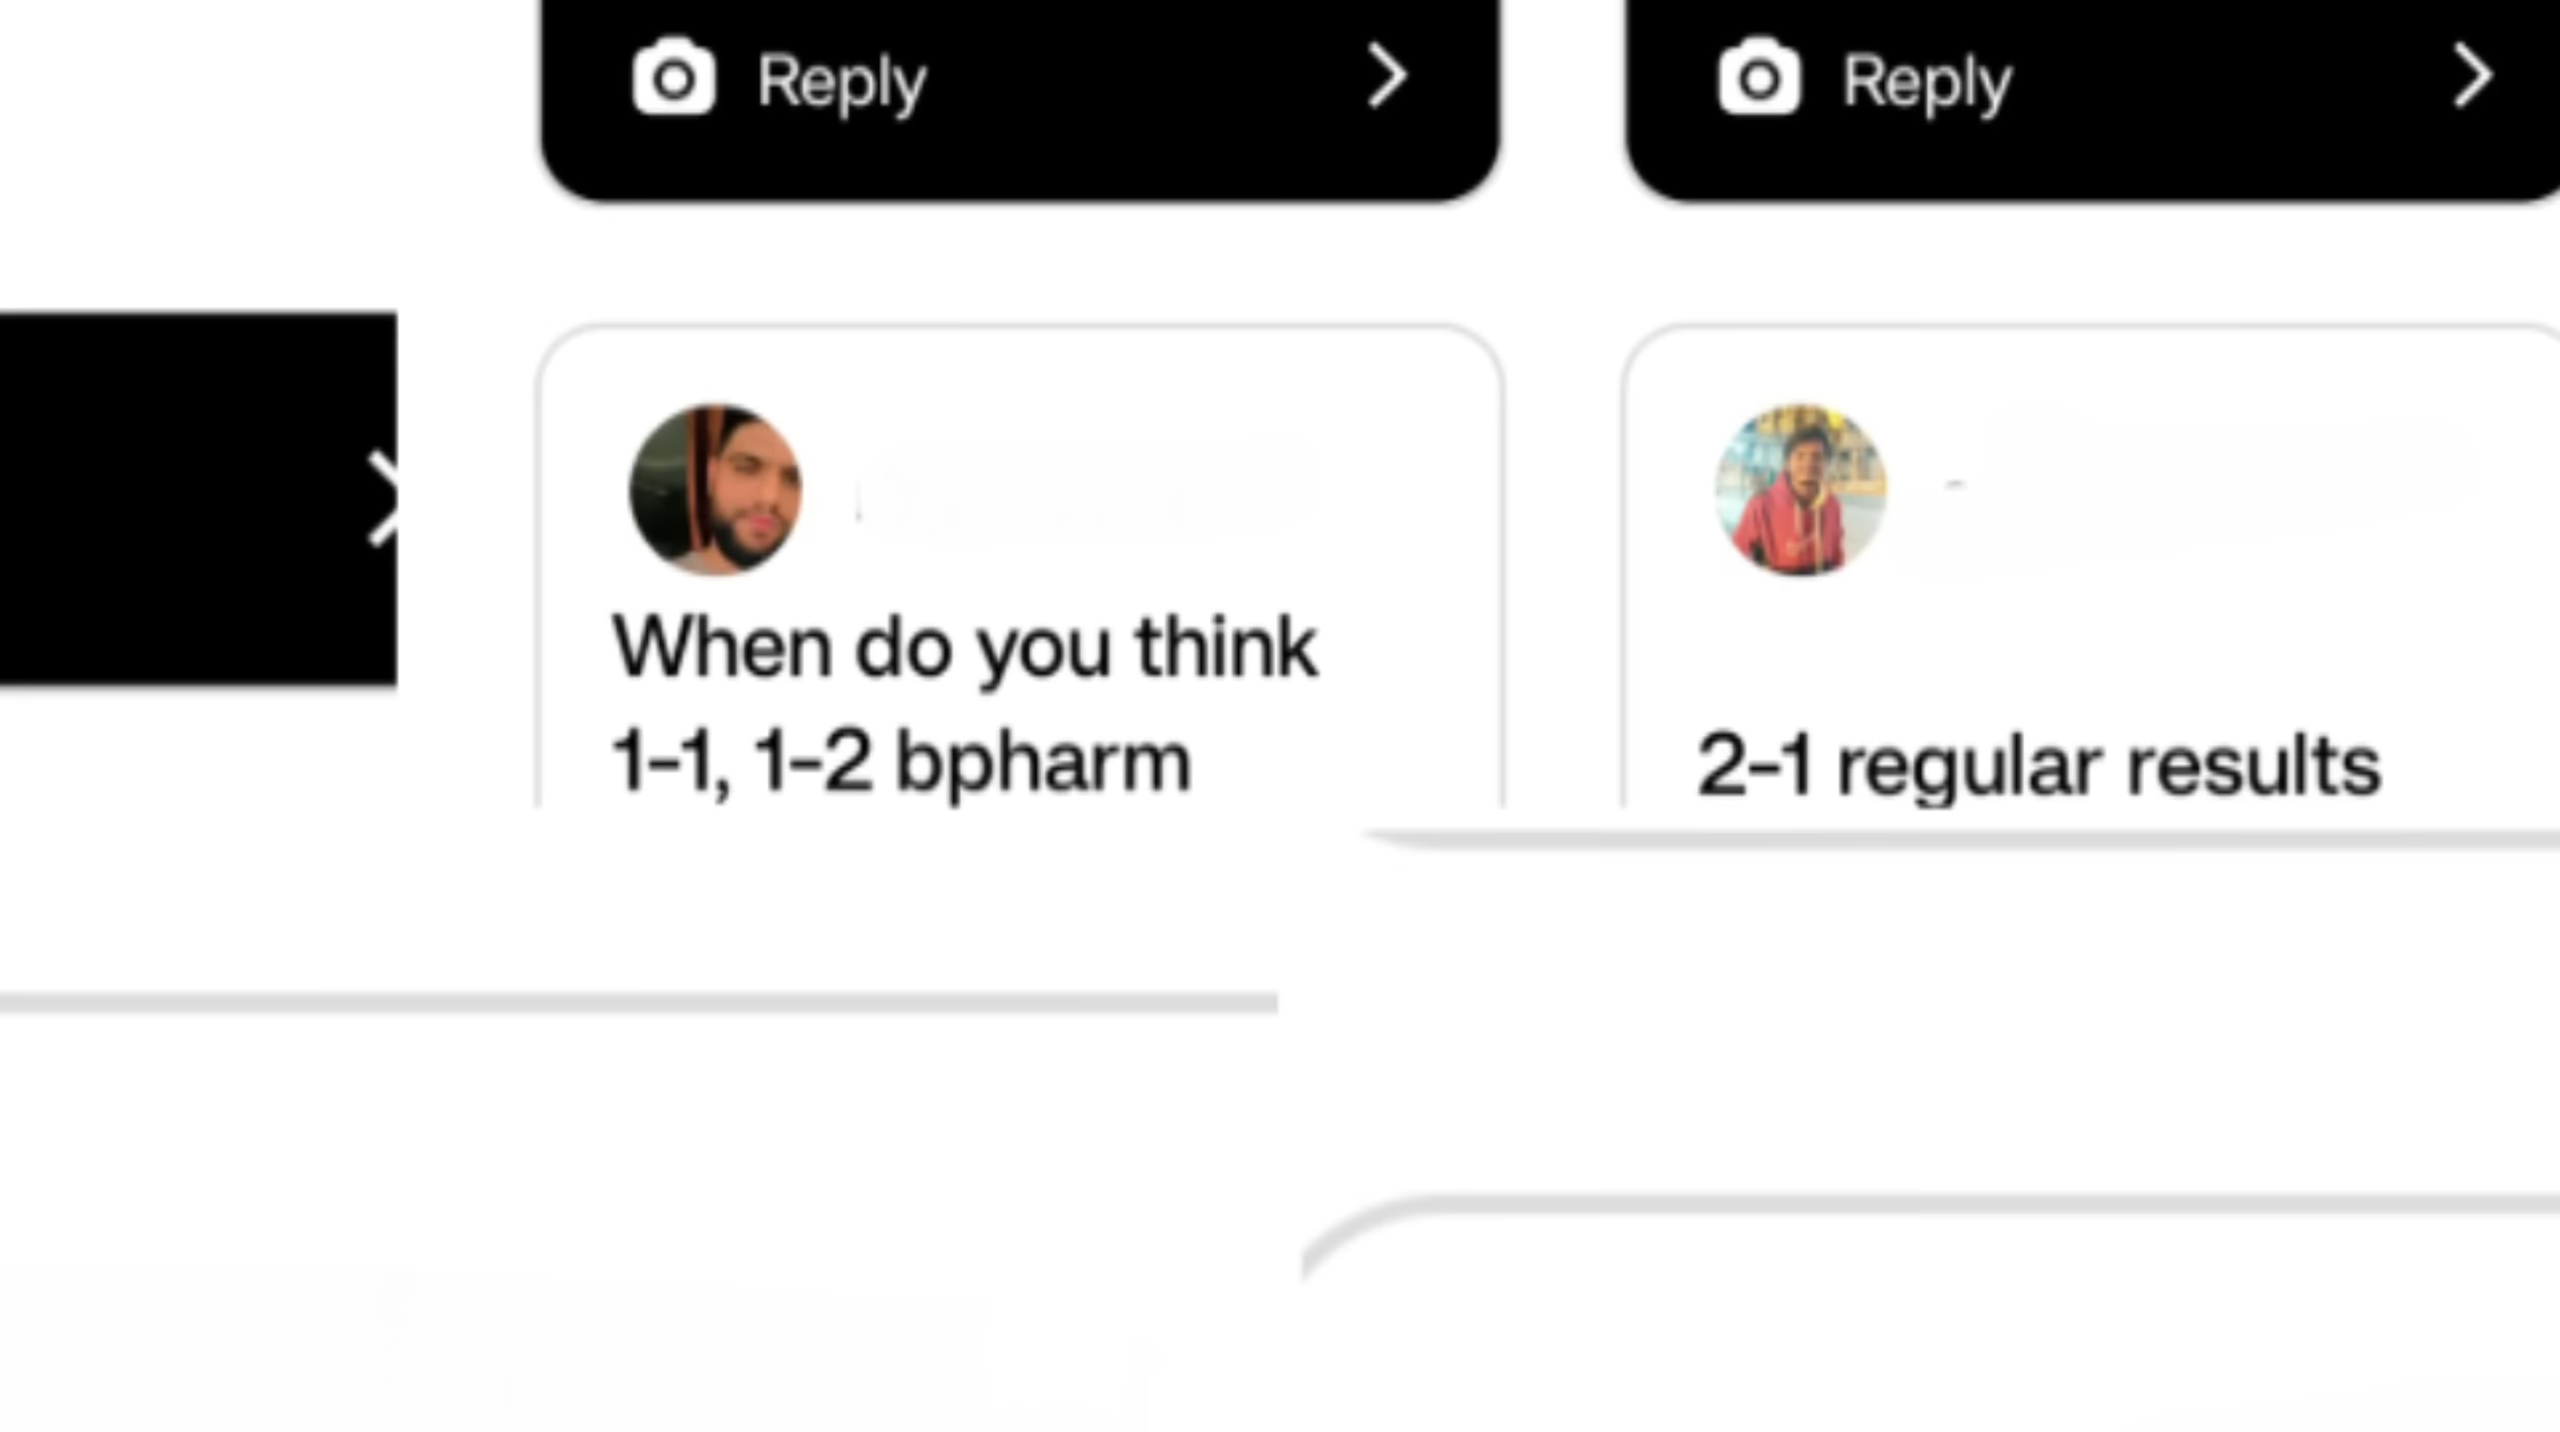 Reply
Reply
When do you think
1-1, 1-2 bpharm
2-1 regular results